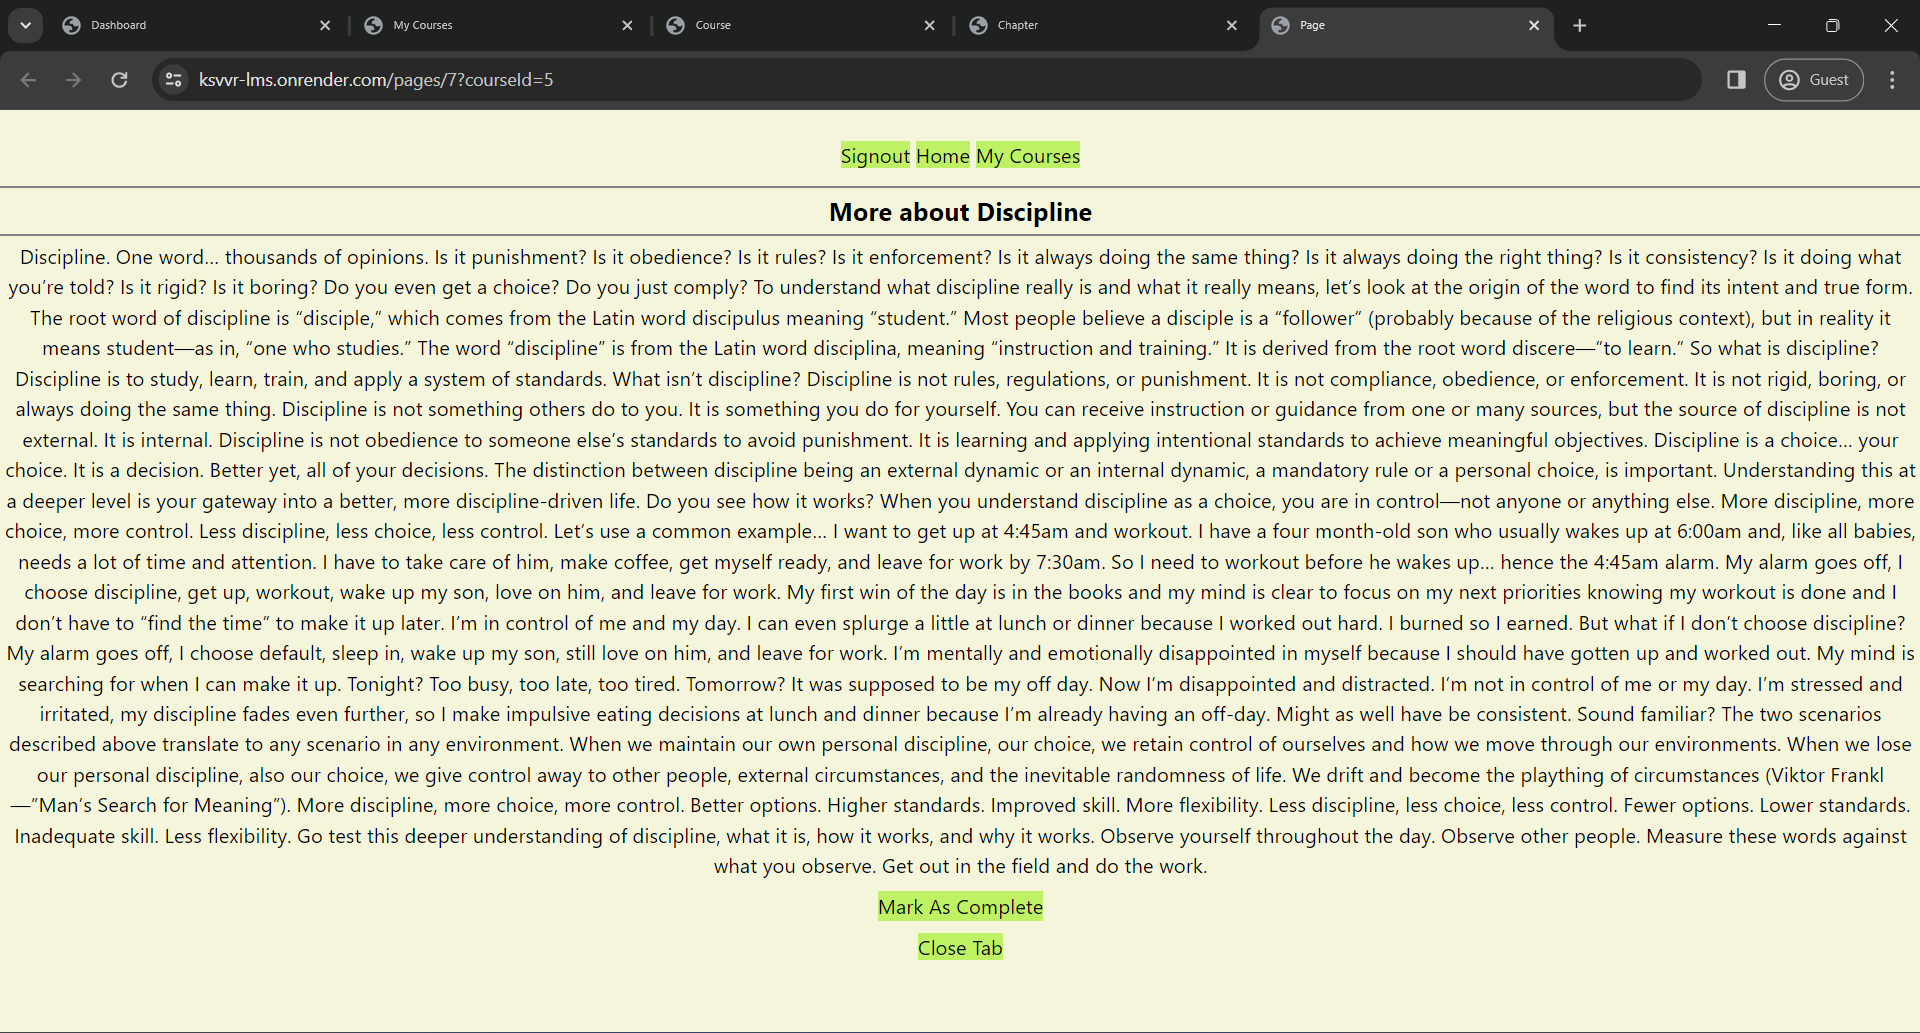 Dashboard
My Courses
Course
Chapter
Page
ksvvr-lms.onrender.com/pages/7?courseId=5
Guest
Signout Home My Courses
More about Discipline
Discipline. One word... thousands of opinions. Is it punishment? Is it obedience? Is it rules? Is it enforcement? Is it always doing the same thing? Is it always doing the right thing? Is it consistency? Is it doing what
you’re told? Is it rigid? Is it boring? Do you even get a choice? Do you just comply? To understand what discipline really is and what it really means, let’s look at the origin of the word to find its intent and true form.
The root word of discipline is “disciple,” which comes from the Latin word discipulus meaning “student.” Most people believe a disciple is a “follower” (probably because of the religious context), but in reality it
means student—as in, “one who studies.” The word “discipline” is from the Latin word disciplina, meaning “instruction and training.” It is derived from the root word discere—”to learn.” So what is discipline?
Discipline is to study, learn, train, and apply a system of standards. What isn’t discipline? Discipline is not rules, regulations, or punishment. It is not compliance, obedience, or enforcement. It is not rigid, boring, or
always doing the same thing. Discipline is not something others do to you. It is something you do for yourself. You can receive instruction or guidance from one or many sources, but the source of discipline is not
external. It is internal. Discipline is not obedience to someone else’s standards to avoid punishment. It is learning and applying intentional standards to achieve meaningful objectives. Discipline is a choice... your
choice. It is a decision. Better yet, all of your decisions. The distinction between discipline being an external dynamic or an internal dynamic, a mandatory rule or a personal choice, is important. Understanding this at
a deeper level is your gateway into a better, more discipline-driven life. Do you see how it works? When you understand discipline as a choice, you are in control—not anyone or anything else. More discipline, more
choice, more control. Less discipline, less choice, less control. Let’s use a common example... I want to get up at 4:45am and workout. I have a four month-old son who usually wakes up at 6:00am and, like all babies,
needs a lot of time and attention. I have to take care of him, make coffee, get myself ready, and leave for work by 7:30am. So I need to workout before he wakes up... hence the 4:45am alarm. My alarm goes off, I
choose discipline, get up, workout, wake up my son, love on him, and leave for work. My first win of the day is in the books and my mind is clear to focus on my next priorities knowing my workout is done and I
don’t have to “find the time” to make it up later. I’m in control of me and my day. I can even splurge a little at lunch or dinner because I worked out hard. I burned so I earned. But what if I don’t choose discipline?
My alarm goes off, I choose default, sleep in, wake up my son, still love on him, and leave for work. I’m mentally and emotionally disappointed in myself because I should have gotten up and worked out. My mind is
searching for when I can make it up. Tonight? Too busy, too late, too tired. Tomorrow? It was supposed to be my off day. Now I’m disappointed and distracted. I’m not in control of me or my day. I’m stressed and
irritated, my discipline fades even further, so I make impulsive eating decisions at lunch and dinner because I’m already having an off-day. Might as well have be consistent. Sound familiar? The two scenarios
described above translate to any scenario in any environment. When we maintain our own personal discipline, our choice, we retain control of ourselves and how we move through our environments. When we lose
our personal discipline, also our choice, we give control away to other people, external circumstances, and the inevitable randomness of life. We drift and become the plaything of circumstances (Viktor Frankl
—”Man’s Search for Meaning”). More discipline, more choice, more control. Better options. Higher standards. Improved skill. More flexibility. Less discipline, less choice, less control. Fewer options. Lower standards.
Inadequate skill. Less flexibility. Go test this deeper understanding of discipline, what it is, how it works, and why it works. Observe yourself throughout the day. Observe other people. Measure these words against
what you observe. Get out in the field and do the work.
Mark As Complete
Close Tab